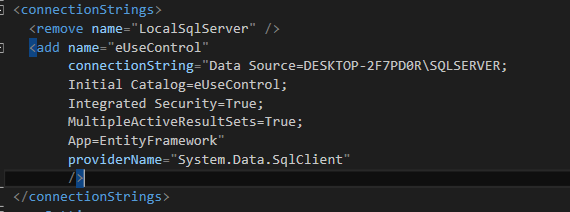 <connectionStrings>
<remove name="LocalSqlServer" />
<add name="eUseControl"
connectionString="Data Source=DESKTOP-2F7PD0R\SQLSERVER;
Initial Catalog=eUseControl;
Integrated Security=True;
MultipleActiveResultSets=True;
App=EntityFramework"
providerName="System.Data.SqlClient"
/>
</connectionStrings>